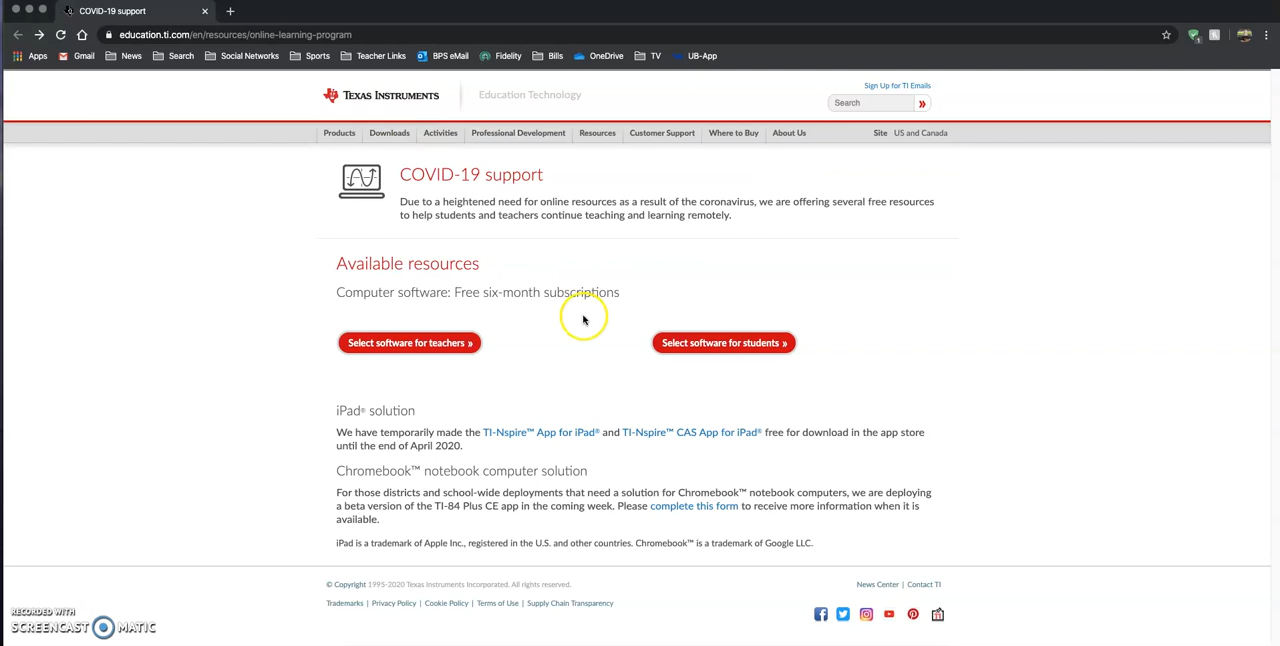 COVID-19 support
education.ti.com/en/resources/online-learning-program
Apps Gmail News Search Social Networks Sports Teacher Links BPS eMail Fidelity Bills OneDrive TV UB-App
Sign Up for TI Emails
TEXAS INSTRUMENTS Education Technology
Search »
Products Downloads Activities Professional Development Resources Customer Support Where to Buy About Us Site US and Canada
COVID-19 support
Due to a heightened need for online resources as a result of the coronavirus, we are offering several free resources
to help students and teachers continue teaching and learning remotely.
Available resources
Computer software: Free six-month subscriptions
Select software for teachers » Select software for students »
iPad® solution
We have temporarily made the TI-Nspire™ App for iPad® and TI-Nspire™ CAS App for iPad® free for download in the app store
until the end of April 2020.
Chromebook™ notebook computer solution
For those districts and school-wide deployments that need a solution for Chromebook™ notebook computers, we are deploying
a beta version of the TI-84 Plus CE app in the coming week. Please complete this form to receive more information when it is
available.
iPad is a trademark of Apple Inc., registered in the U.S. and other countries. Chromebook™ is a trademark of Google LLC.
© Copyright 1995-2020 Texas Instruments Incorporated. All rights reserved. News Center | Contact TI
Trademarks | Privacy Policy | Cookie Policy | Terms of Use | Supply Chain Transparency
RECORDED WITH
SCREENCAST MATIC